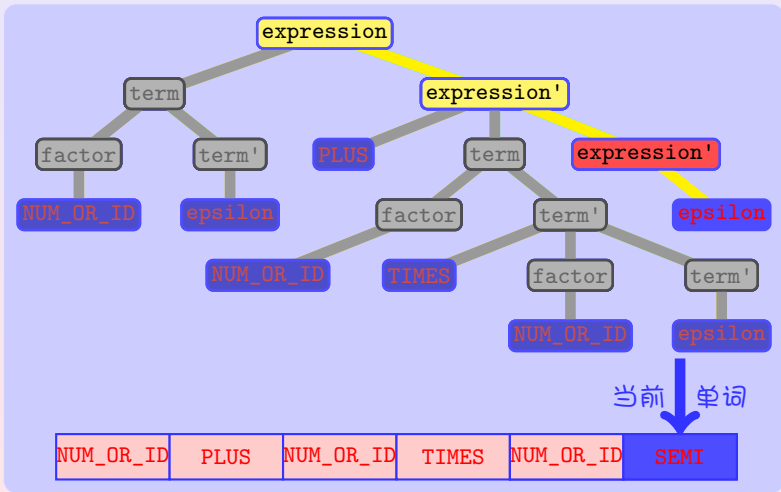 expression
term expression'
factor term' PLUS term expression'
NUM_OR_ID epsilon factor term' epsilon
NUM_OR_ID TIMES factor term'
NUM_OR_ID epsilon
当前 单词
NUM_OR_ID PLUS NUM_OR_ID TIMES NUM_OR_ID SEMI